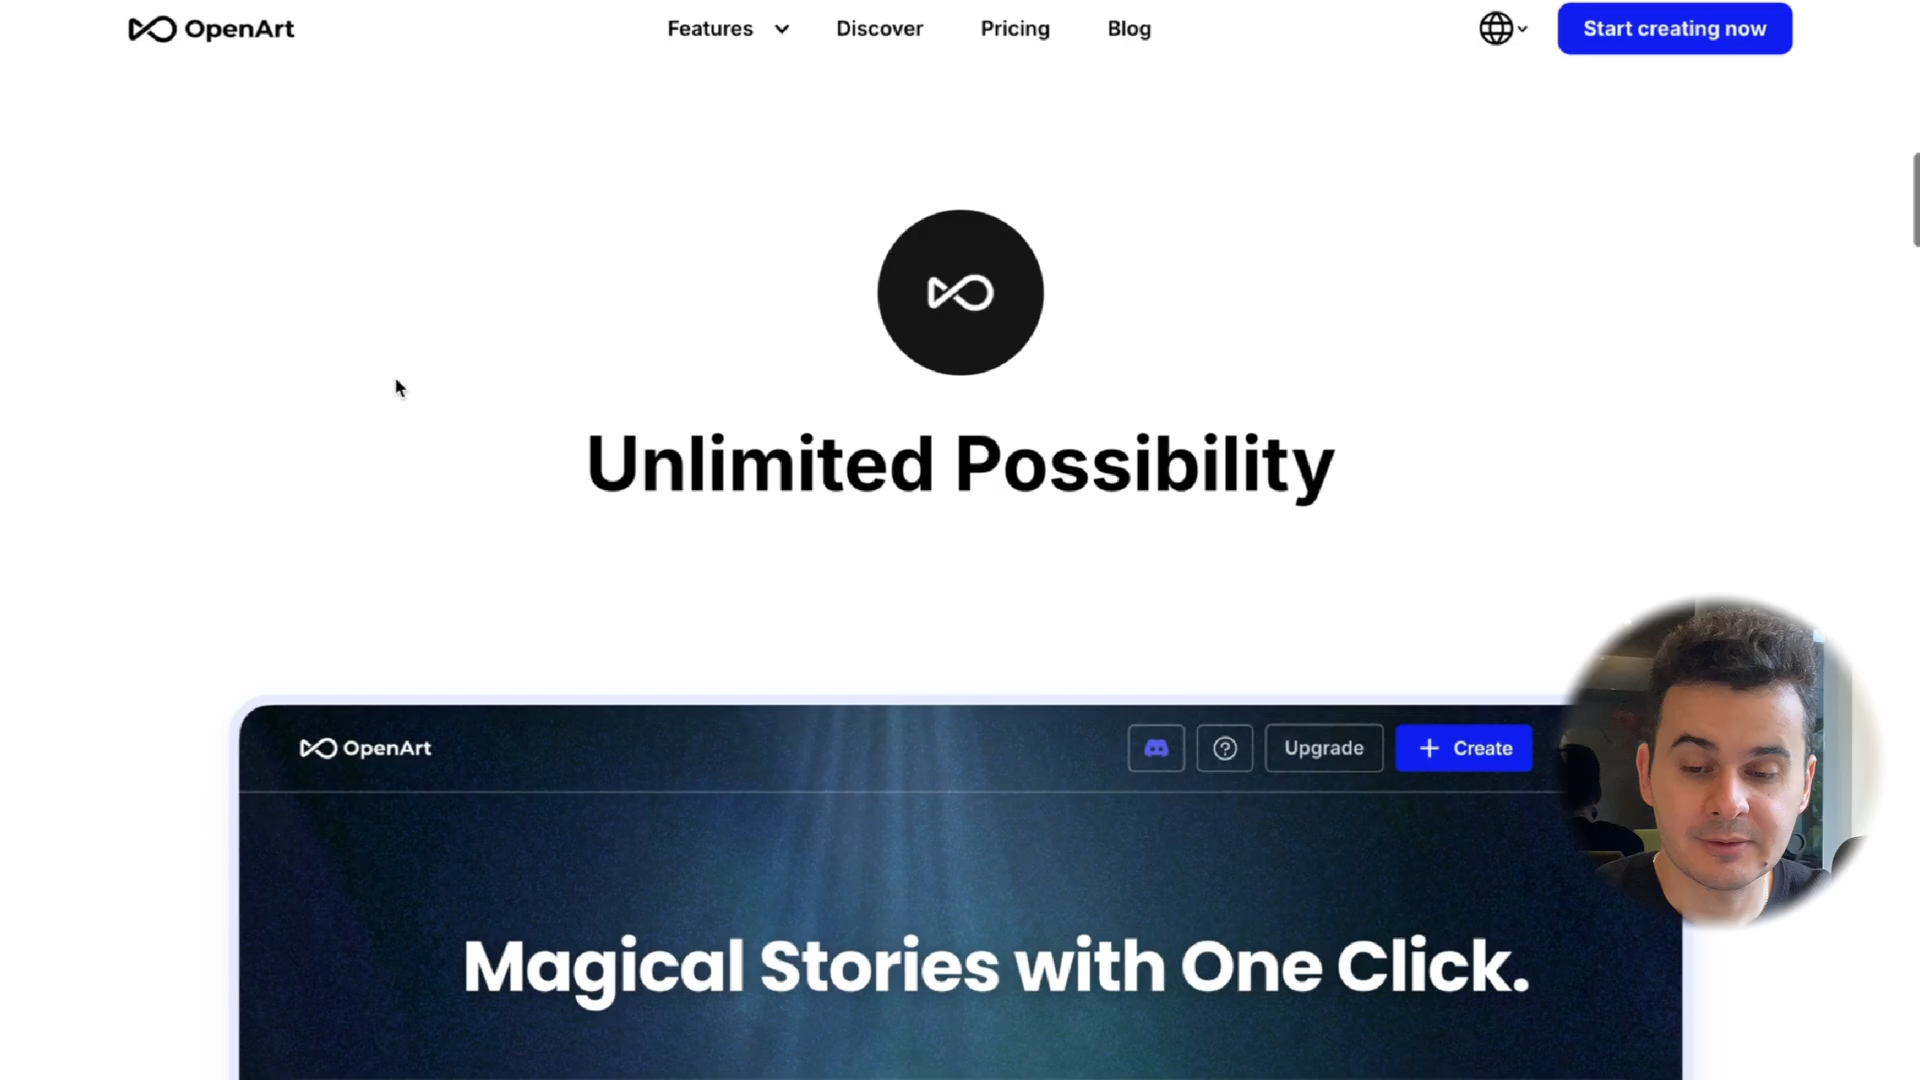 OpenArt
Features
Discover
Pricing
Blog
Start creating now
Unlimited Possibility
OpenArt
Upgrade
+ Create
Magical Stories with One Click.